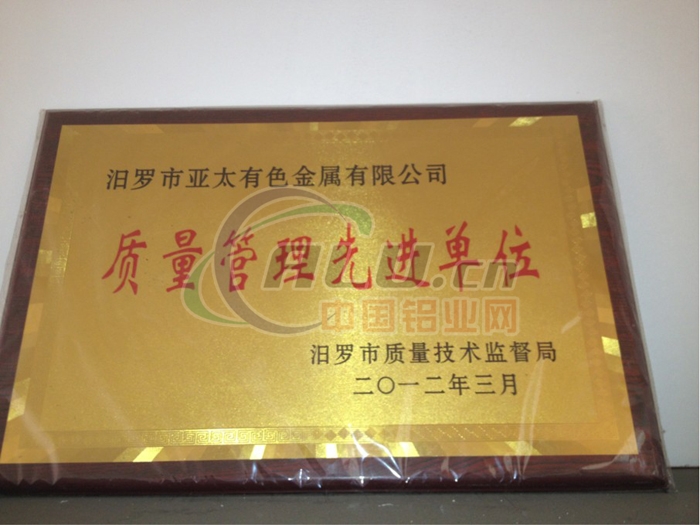 汨罗市亚太有色金属有限公司
质量管理先进单位
中国铝业网
汨罗市质量技术监督局
二〇一二年三月